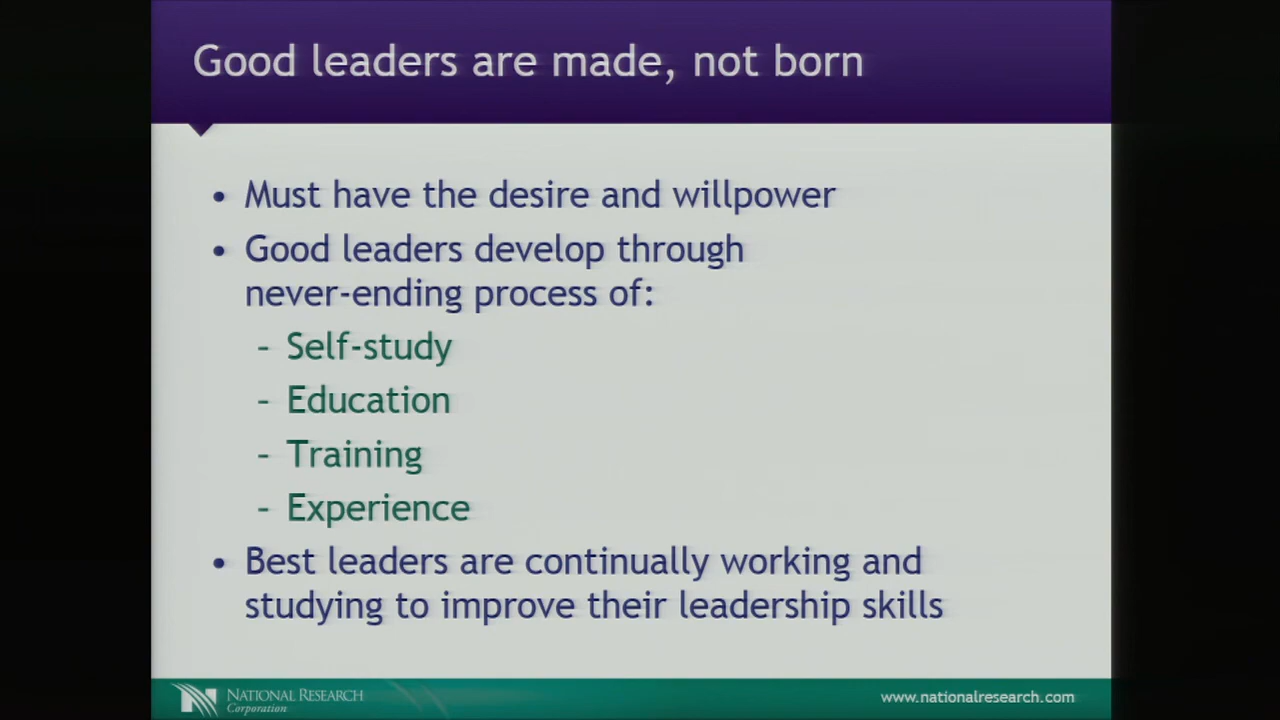 Good leaders are made, not born
• Must have the desire and willpower
• Good leaders develop through
never-ending process of:
– Self-study
– Education
– Training
– Experience
• Best leaders are continually working and
studying to improve their leadership skills
NATIONAL RESEARCH
Corporation
www.nationalresearch.com